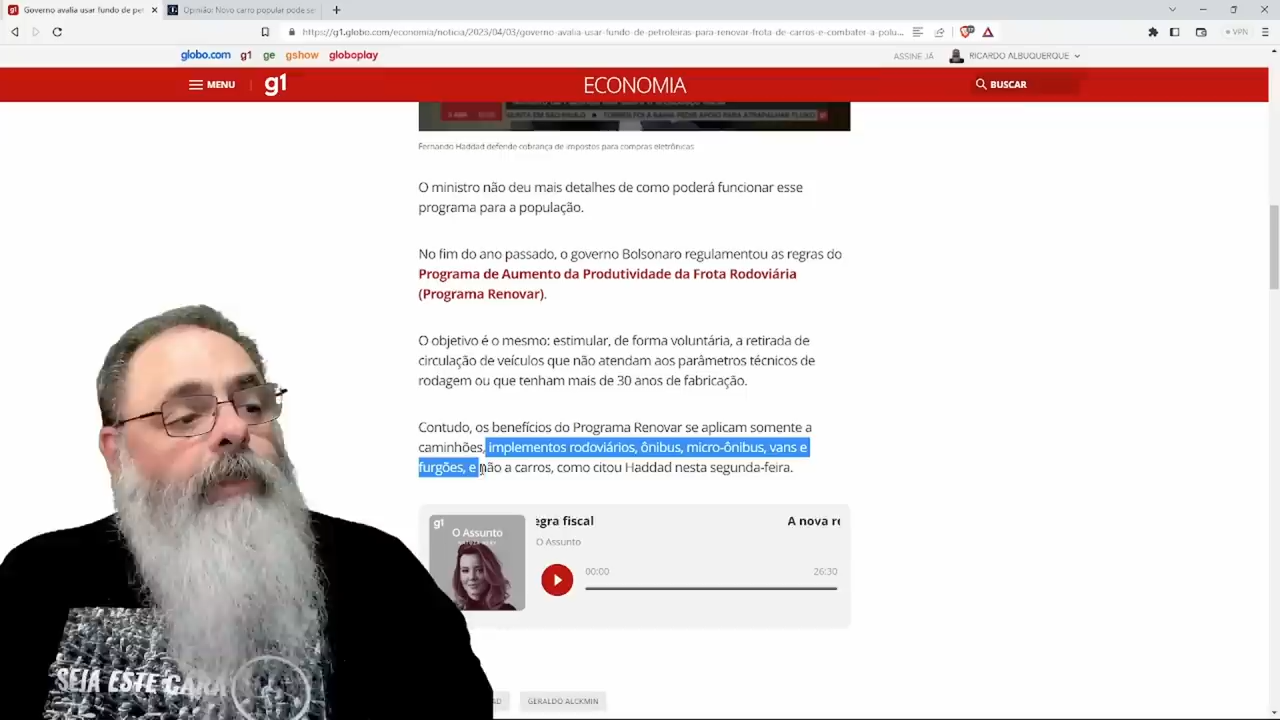 Governo avalia usar fundo de pet
Opinião: Novo carro popular pode se
https://g1.globo.com/economia/noticia/2023/04/03/governo-avalia-usar-fundo-de-petroleiras-para-renovar-frota-de-carros-e-combater-a-polu...
VPN
globo.com g1 ge gshow globoplay
ASSINE JÁ
RICARDO ALBUQUERQUE
MENU
g1
ECONOMIA
BUSCAR
Fernando Haddad defende cobrança de impostos para compras eletrônicas
O ministro não deu mais detalhes de como poderá funcionar esse
programa para a população.
No fim do ano passado, o governo Bolsonaro regulamentou as regras do
Programa de Aumento da Produtividade da Frota Rodoviária
(Programa Renovar).
O objetivo é o mesmo: estimular, de forma voluntária, a retirada de
circulação de veículos que não atendam aos parâmetros técnicos de
rodagem ou que tenham mais de 30 anos de fabricação.
Contudo, os benefícios do Programa Renovar se aplicam somente a
caminhões, implementos rodoviários, ônibus, micro-ônibus, vans e
furgões, e não a carros, como citou Haddad nesta segunda-feira.
g1
O Assunto
egra fiscal
A nova re
O Assunto
00:00
26:30
SEJA ESTE CARA
AD
GERALDO ALCKMIN